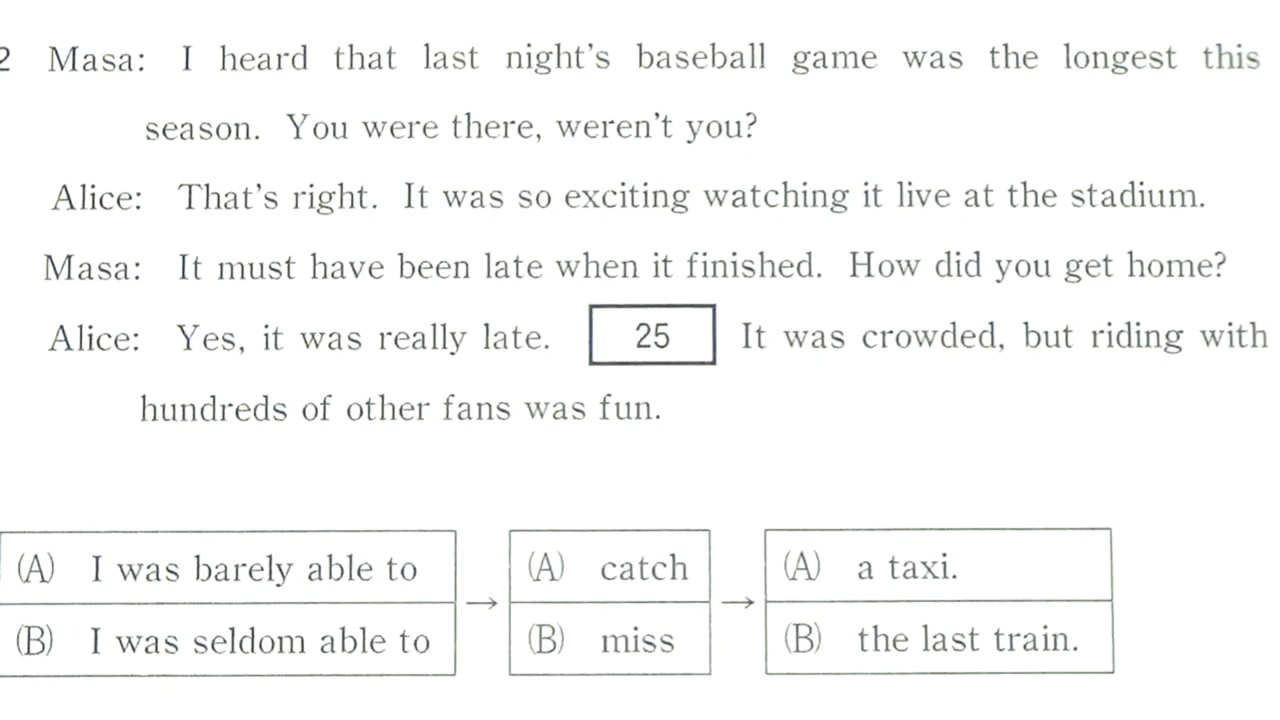 2 Masa: I heard that last night's baseball game was the longest this
season. You were there, weren't you?
Alice: That's right. It was so exciting watching it live at the stadium.
Masa: It must have been late when it finished. How did you get home?
Alice: Yes, it was really late. 25 It was crowded, but riding with
hundreds of other fans was fun.
(A) I was barely able to → (A) catch → (A) a taxi.
(B) I was seldom able to (B) miss (B) the last train.